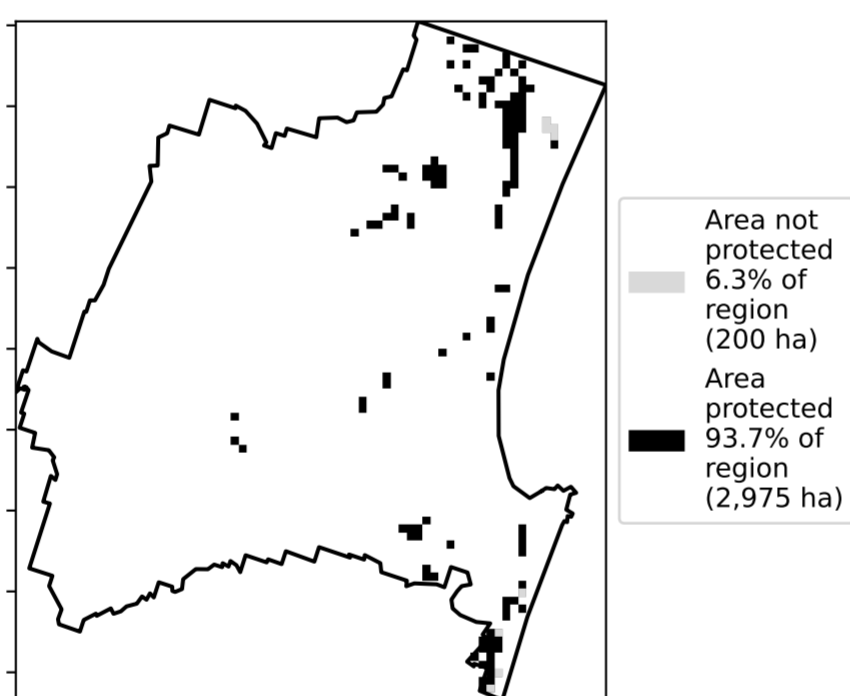 Area not
protected
6.3% of
region
(200 ha)
Area
protected
93.7% of
region
(2,975 ha)